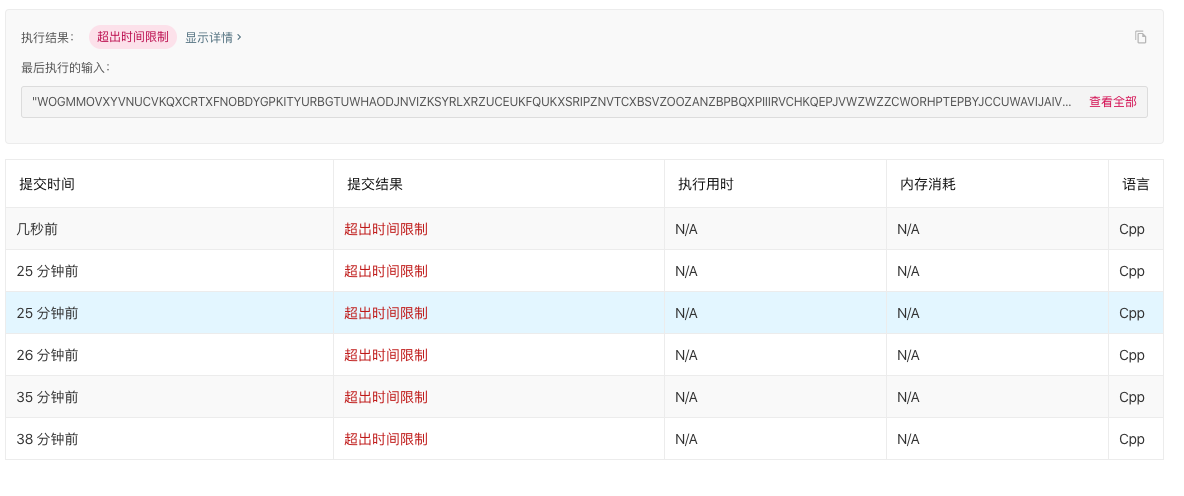 执行结果： 超出时间限制 显示详情 ›
最后执行的输入：
"WOGMMOVXYVNUCVKQXCRTXFNOBDYGPKITYURBGTUWHAODJNVIZKSYRLXRZUCEUKFQUKXSRIPZNVTCXBSVZOOZANZBPBQXPIIIRVCHKQEPJVWZWZZCWORHPTEPBYJCCUWAVIJAIV... 查看全部
提交时间 提交结果 执行用时 内存消耗 语言
几秒前 超出时间限制 N/A N/A Cpp
25 分钟前 超出时间限制 N/A N/A Cpp
25 分钟前 超出时间限制 N/A N/A Cpp
26 分钟前 超出时间限制 N/A N/A Cpp
35 分钟前 超出时间限制 N/A N/A Cpp
38 分钟前 超出时间限制 N/A N/A Cpp